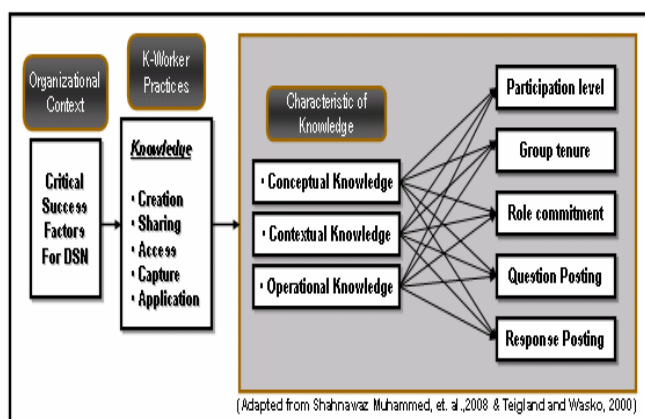 Organizational
Context
Critical
Success
Factors
For DSN
K-Worker
Practices
Knowledge
• Creation
• Sharing
• Access
• Capture
• Application
Characteristic of
Knowledge
• Conceptual Knowledge
• Contextual Knowledge
• Operational Knowledge
Participation level
Group tenure
Role commitment
Question Posting
Response Posting
(Adapted from Shahnawaz Muhammed, et. al.,2008 & Teigland and Wasko, 2000)